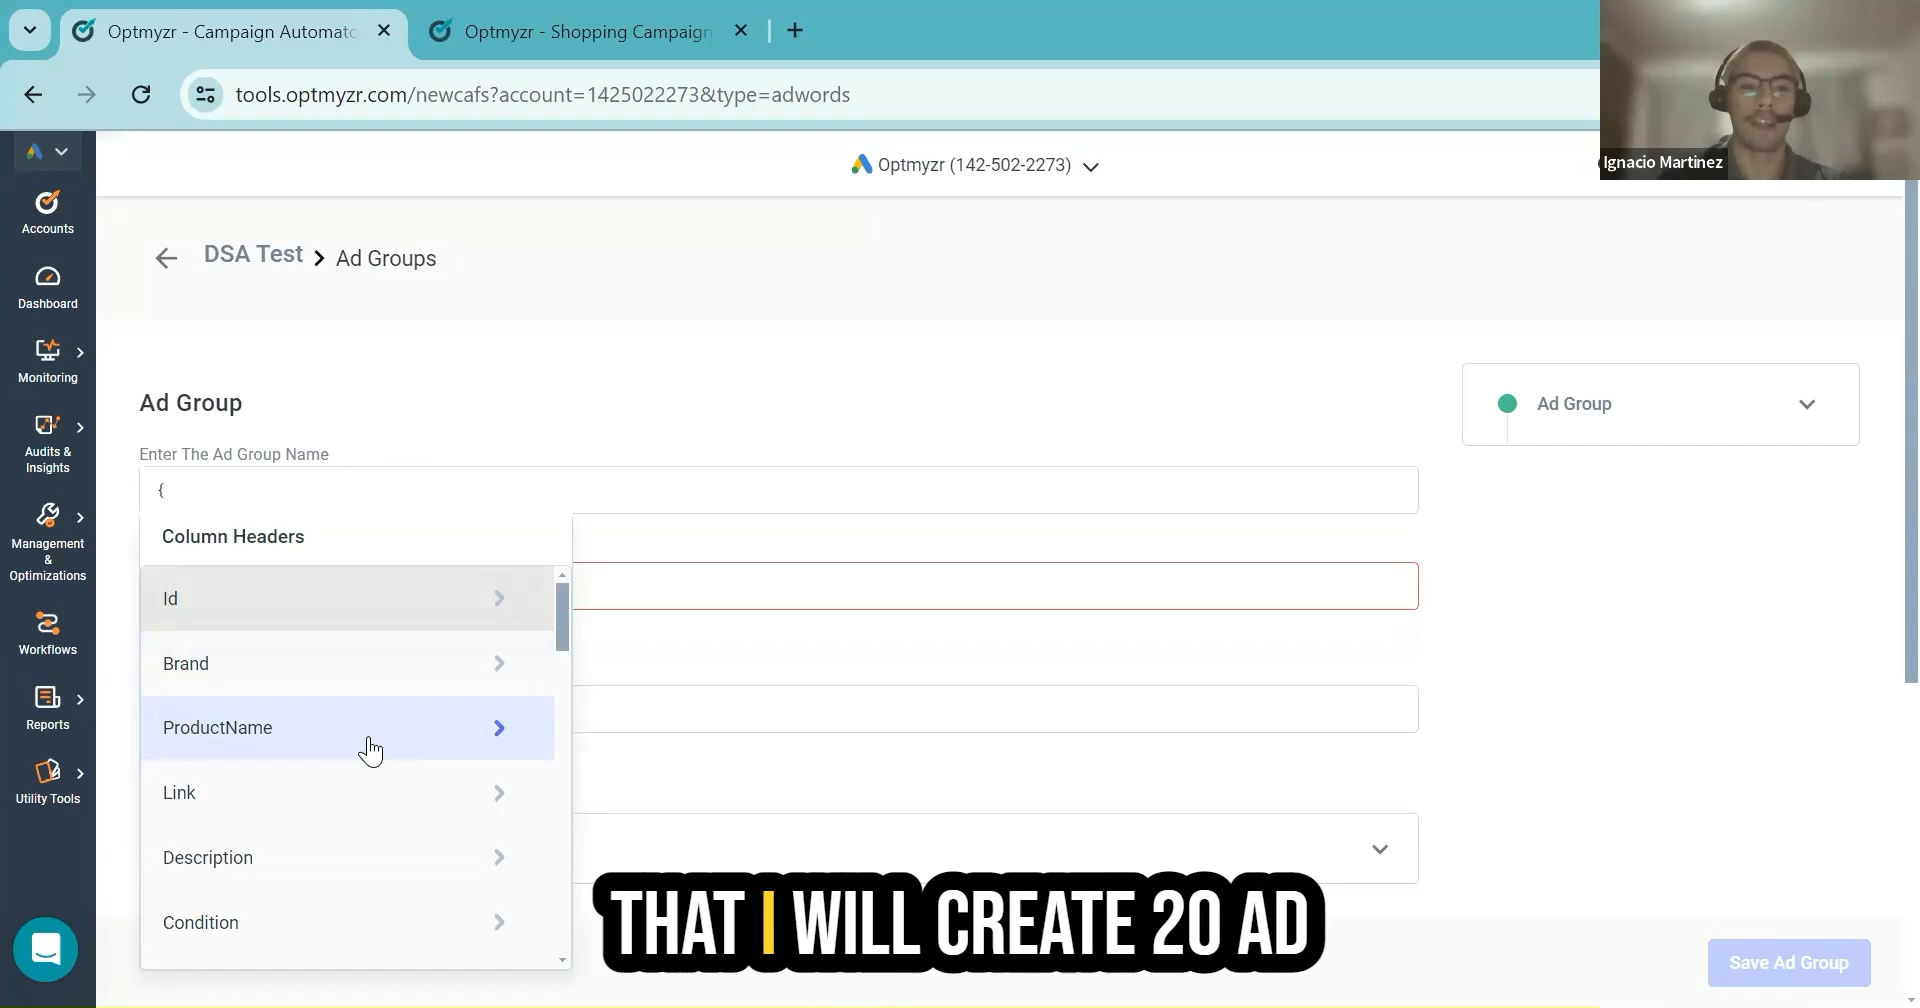 Optmyzr - Campaign Automato
Optmyzr - Shopping Campaign
tools.optmyzr.com/newcafs?account=1425022273&type=adwords
Ignacio Martinez
Optmyzr (142-502-2273)
Accounts
Dashboard
Monitoring
Audits &
Insights
Management
&
Optimizations
Workflows
Reports
Utility Tools
DSA Test > Ad Groups
Ad Group
Enter The Ad Group Name
{
Column Headers
Id
Brand
ProductName
Link
Description
Condition
Ad Group
THAT I WILL CREATE 20 AD
Save Ad Group